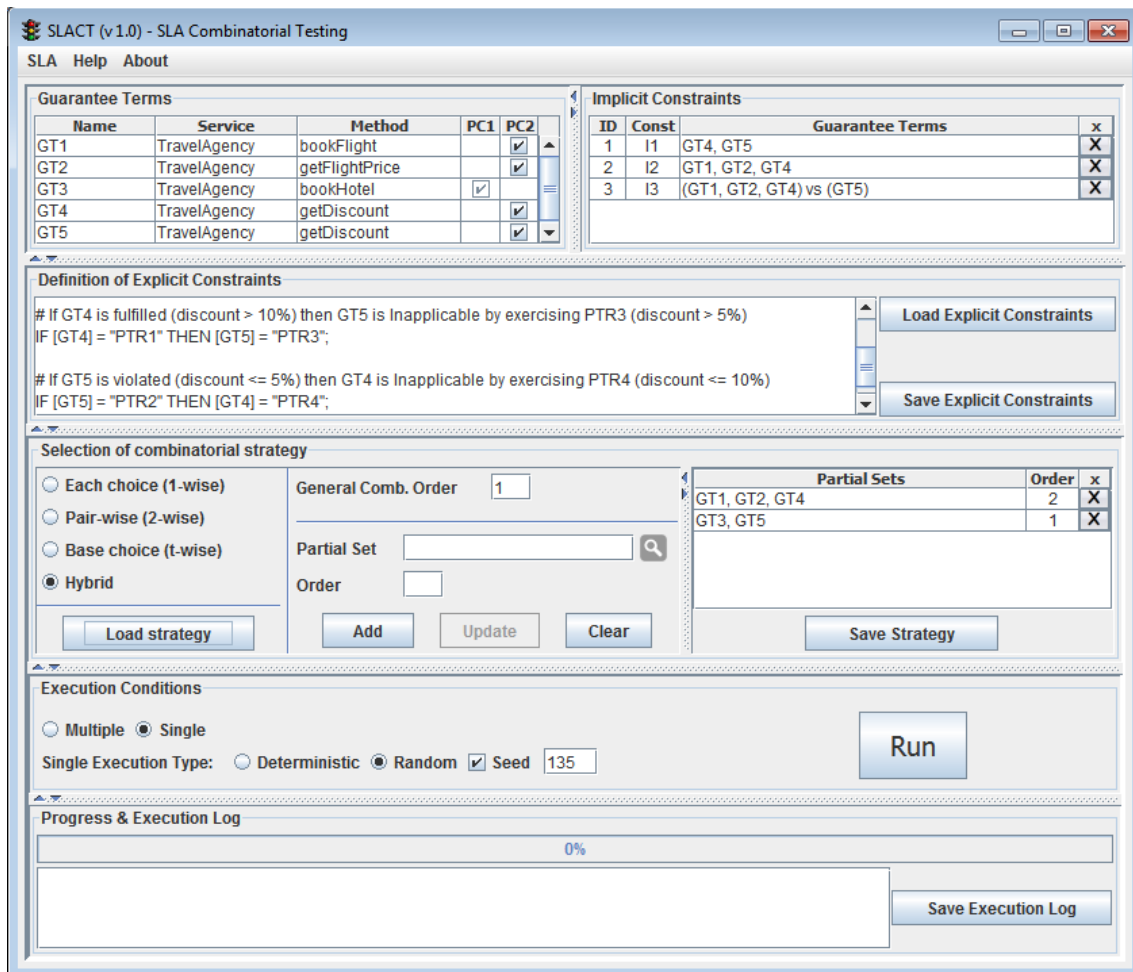 SLACT (v 1.0) - SLA Combinatorial Testing
SLA Help About
Guarantee Terms
Name Service Method PC1 PC2
GT1 TravelAgency bookFlight
GT2 TravelAgency getFlightPrice
GT3 TravelAgency bookHotel
GT4 TravelAgency getDiscount
GT5 TravelAgency getDiscount
Implicit Constraints
ID Const Guarantee Terms x
1 I1 GT4, GT5 X
2 I2 GT1, GT2, GT4 X
3 I3 (GT1, GT2, GT4) vs (GT5) X
Definition of Explicit Constraints
# If GT4 is fulfilled (discount > 10%) then GT5 is Inapplicable by exercising PTR3 (discount > 5%)
IF [GT4] = "PTR1" THEN [GT5] = "PTR3";
# If GT5 is violated (discount <= 5%) then GT4 is Inapplicable by exercising PTR4 (discount <= 10%)
IF [GT5] = "PTR2" THEN [GT4] = "PTR4";
Load Explicit Constraints
Save Explicit Constraints
Selection of combinatorial strategy
Each choice (1-wise)
Pair-wise (2-wise)
Base choice (t-wise)
Hybrid
Load strategy
General Comb. Order 1
Partial Set
Order
Add Update Clear
Partial Sets Order x
GT1, GT2, GT4 2 X
GT3, GT5 1 X
Save Strategy
Execution Conditions
Multiple Single
Single Execution Type: Deterministic Random Seed 135
Run
Progress & Execution Log
0%
Save Execution Log